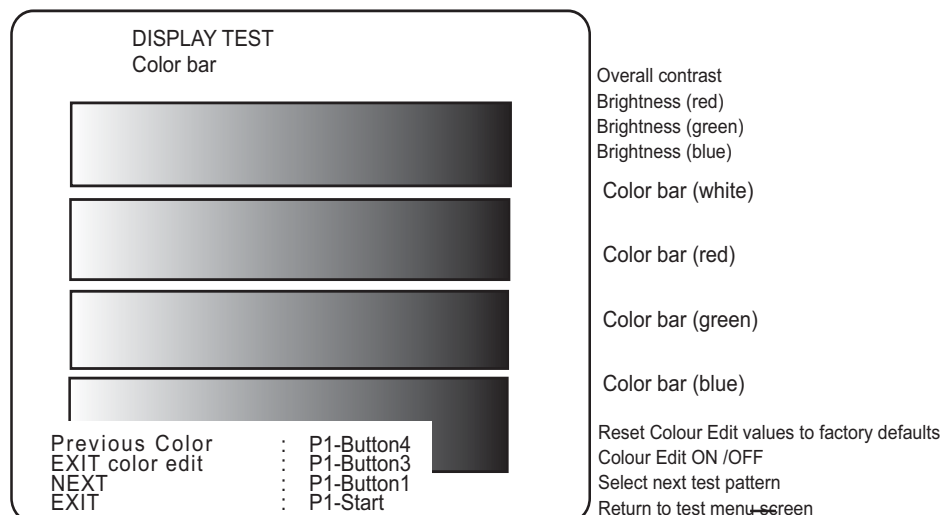 DISPLAY TEST
Color bar
Overall contrast
Brightness (red)
Brightness (green)
Brightness (blue)
Color bar (white)
Color bar (red)
Color bar (green)
Color bar (blue)
Previous Color : P1-Button4
EXIT color edit : P1-Button3
NEXT : P1-Button1
EXIT : P1-Start
Reset Colour Edit values to factory defaults
Colour Edit ON /OFF
Select next test pattern
Return to test menu screen